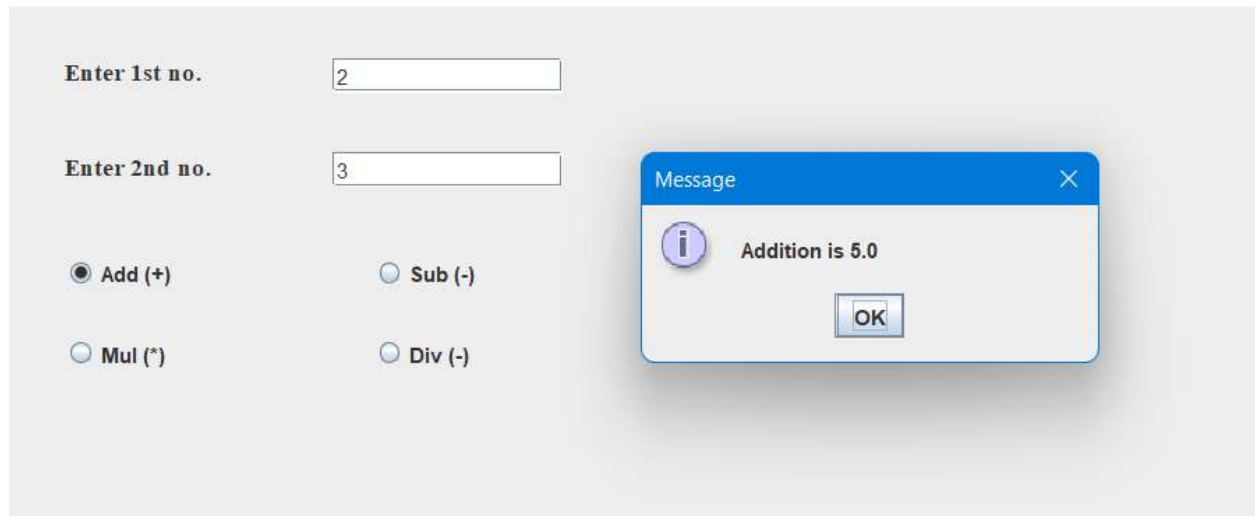 Enter 1st no.
2
Enter 2nd no.
3
Add (+)
Sub (-)
Mul (*)
Div (-)
Message
i
Addition is 5.0
OK